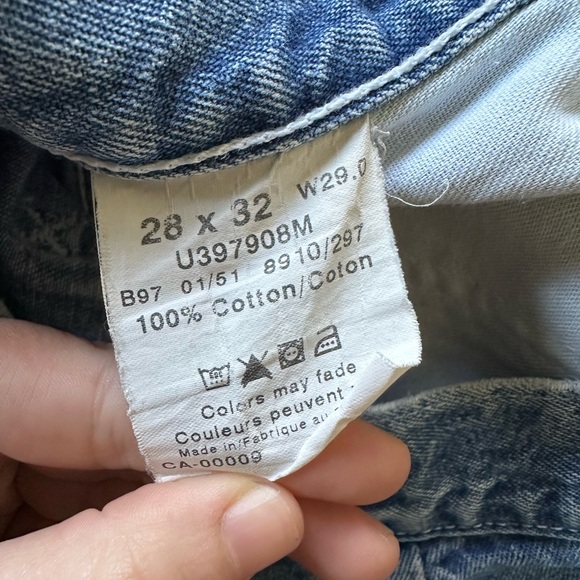 28 x 32 W29.0
U397908M
B97 01/51 8910/297
100% Cotton/Coton
Colors may fade
Couleurs peuvent
Made in/Fabrique au
CA-00009